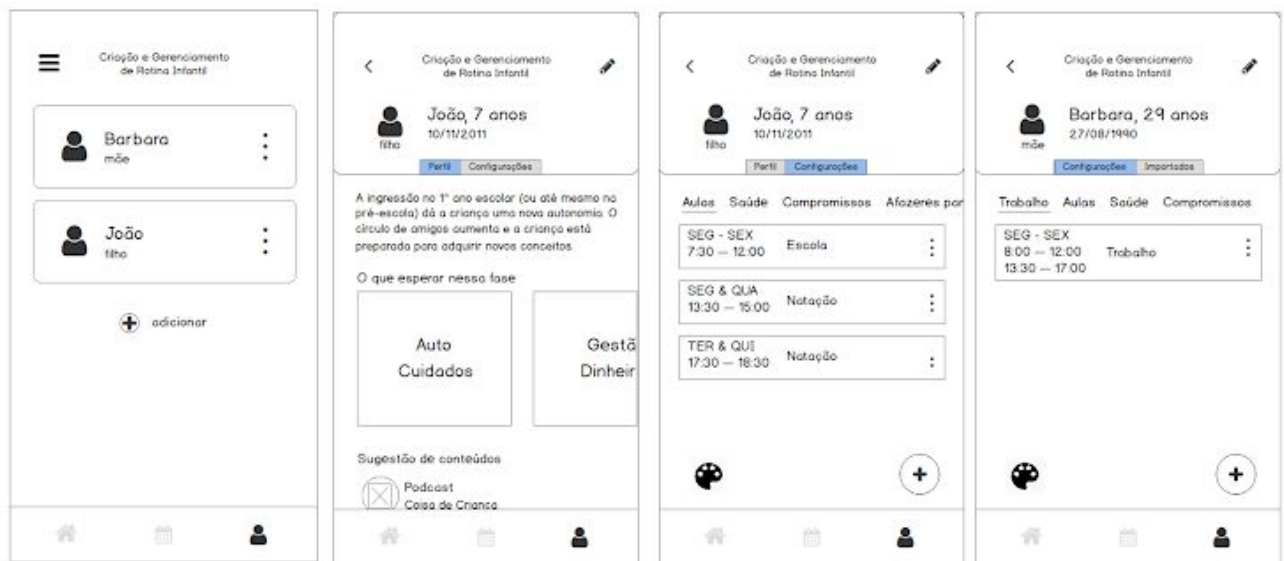 Criação e Gerenciamento
de Rotina Infantil
Barbara
mãe
João
filho
adicionar
Criação e Gerenciamento
de Rotina Infantil
João, 7 anos
10/11/2011
filho
Perfil Configurações
A ingressão no 1° ano escolar (ou até mesmo na
pré-escola) dá a criança uma nova autonomia. O
círculo de amigos aumenta e a criança está
preparada para adquirir novos conceitos.
O que esperar nessa fase
Auto
Cuidados
Gestã
Dinheir
Sugestão de conteúdos
Podcast
Coisa de Criança
Criação e Gerenciamento
de Rotina Infantil
João, 7 anos
10/11/2011
filho
Perfil Configurações
Aulas Saúde Compromissos Afazeres por
SEG - SEX
7:30 — 12:00 Escola
SEG & QUA
13:30 — 15:00 Natação
TER & QUI
17:30 — 18:30 Natação
Criação e Gerenciamento
de Rotina Infantil
Barbara, 29 anos
27/08/1990
mãe
Configurações Importados
Trabalho Aulas Saúde Compromissos
SEG - SEX
8:00 — 12:00 Trabalho
13:30 — 17:00